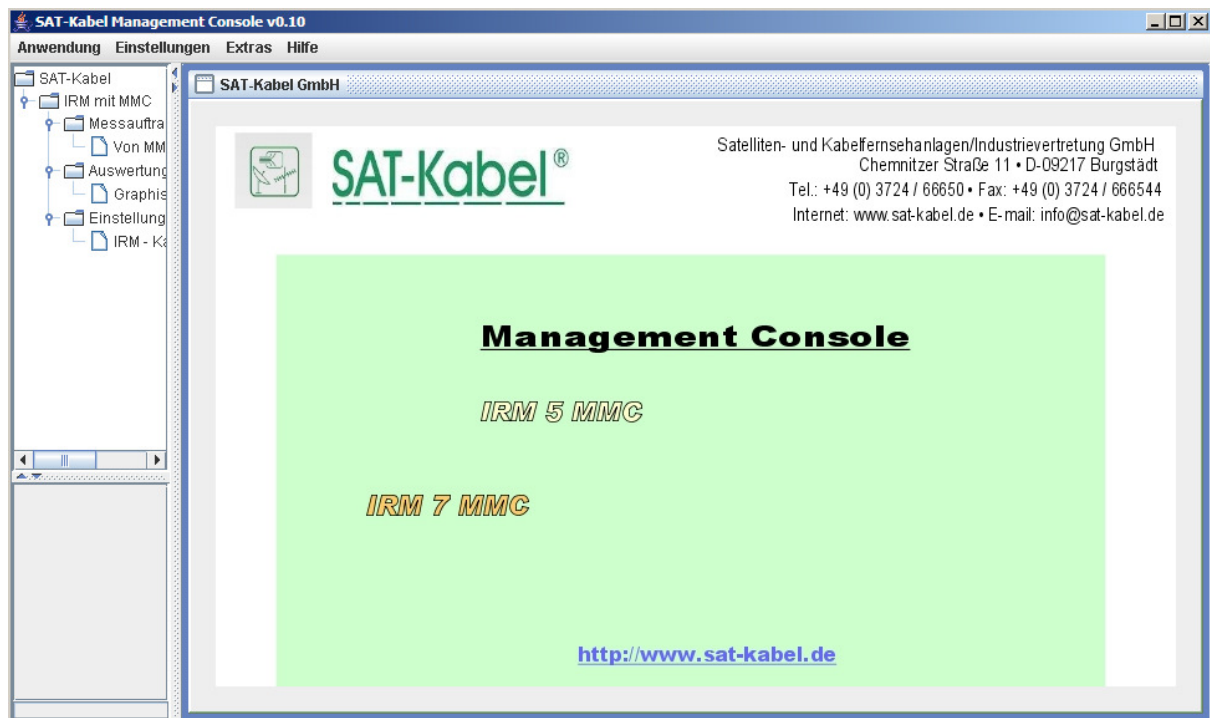 SAT-Kabel Management Console v0.10
Anwendung Einstellungen Extras Hilfe
SAT-Kabel
IRM mit MMC
Messauftra
Von MM
Auswertung
Graphis
Einstellung
IRM - Ka
SAT-Kabel GmbH
SAT-Kabel®
Satelliten- und Kabelfernsehanlagen/Industrievertretung GmbH
Chemnitzer Straße 11 • D-09217 Burgstädt
Tel.: +49 (0) 3724 / 66650 • Fax: +49 (0) 3724 / 666544
Internet: www.sat-kabel.de • E-mail: info@sat-kabel.de
Management Console
IRM 5 MMC
IRM 7 MMC
http://www.sat-kabel.de